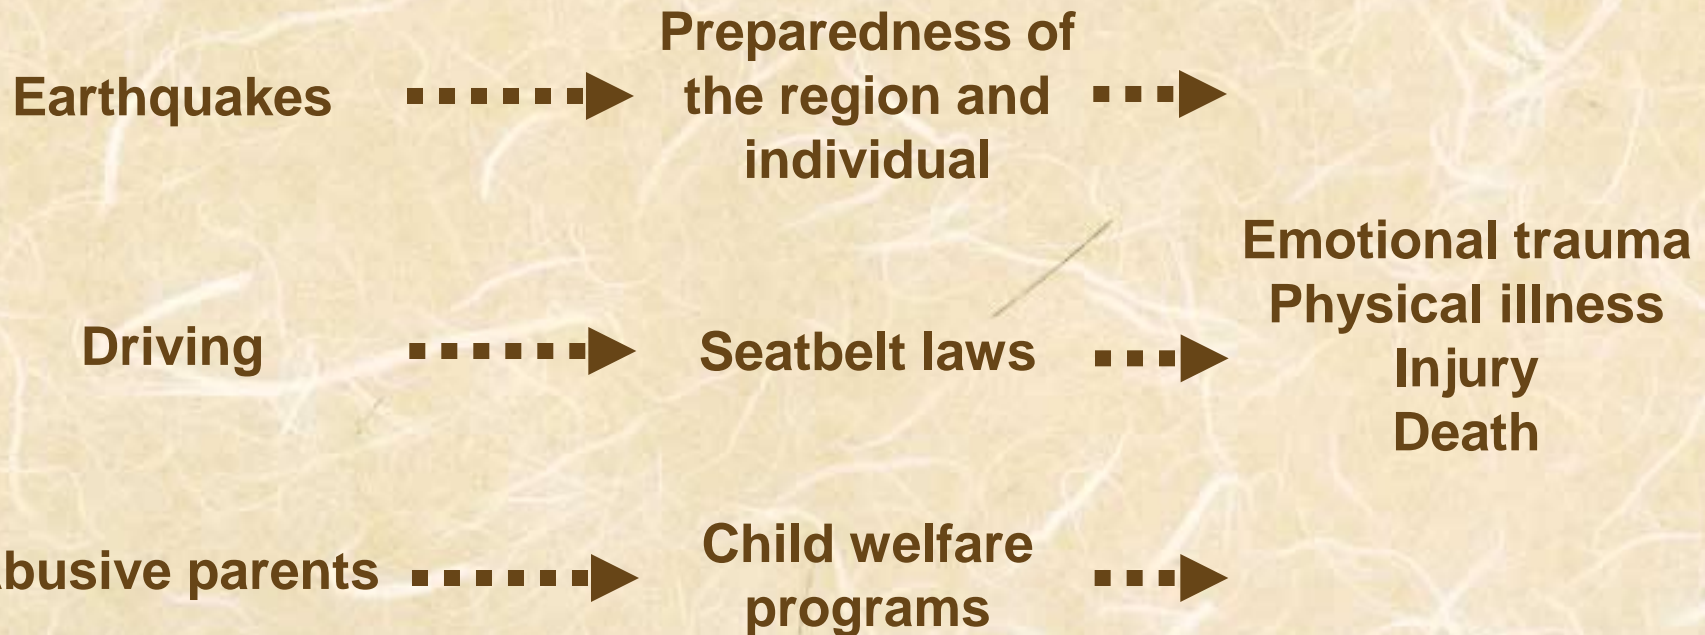 Earthquakes
Preparedness of
the region and
individual
Driving
Seatbelt laws
Emotional trauma
Physical illness
Injury
Death
busive parents
Child welfare
programs